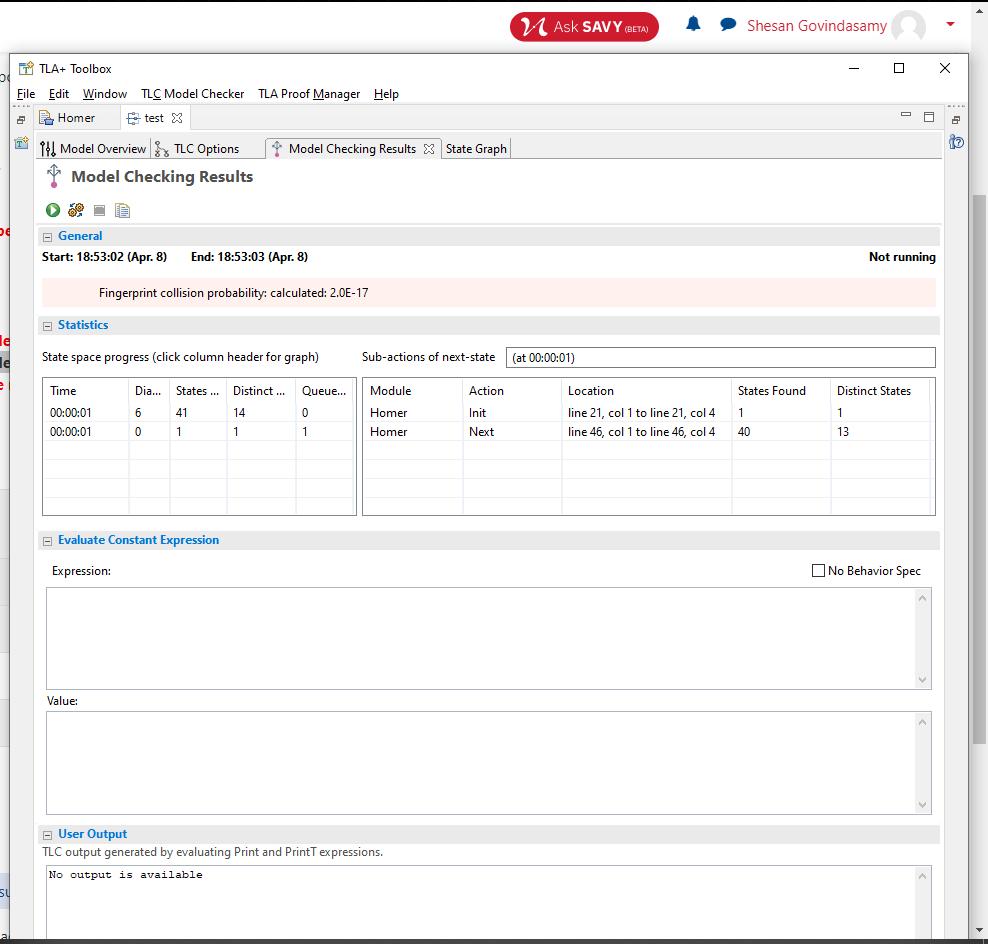 Ask SAVY (BETA)
Shesan Govindasamy
TLA+ Toolbox
File Edit Window TLC Model Checker TLA Proof Manager Help
Homer test
Model Overview TLC Options Model Checking Results State Graph
Model Checking Results
General
Start: 18:53:02 (Apr. 8) End: 18:53:03 (Apr. 8) Not running
Fingerprint collision probability: calculated: 2.0E-17
Statistics
State space progress (click column header for graph) Sub-actions of next-state (at 00:00:01)
Time Dia... States ... Distinct ... Queue... Module Action Location States Found Distinct States
00:00:01 6 41 14 0 Homer Init line 21, col 1 to line 21, col 4 1 1
00:00:01 0 1 1 1 Homer Next line 46, col 1 to line 46, col 4 40 13
Evaluate Constant Expression
Expression: No Behavior Spec
Value:
User Output
TLC output generated by evaluating Print and PrintT expressions.
No output is available